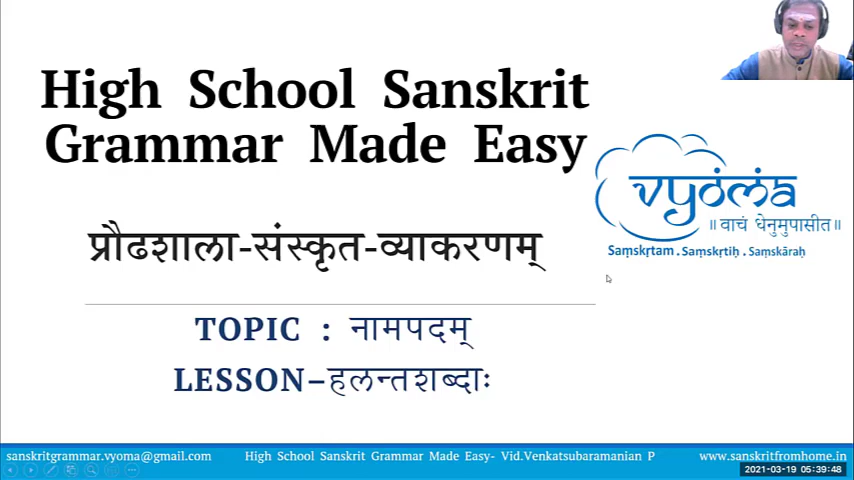 High School Sanskrit
Grammar Made Easy
प्रौढशाला-संस्कृत-व्याकरणम्
TOPIC : नामपदम्
LESSON–हलन्तशब्दाः
vyoma
॥ वाचं धेनुमुपासीत॥
Saṃskṛtam . Saṃskṛtiḥ . Saṃskāraḥ
sanskritgrammar.vyoma@gmail.com
High School Sanskrit Grammar Made Easy- Vid.Venkatsubaramanian P
www.sanskritfromhome.in
2021-03-19 05:39:48